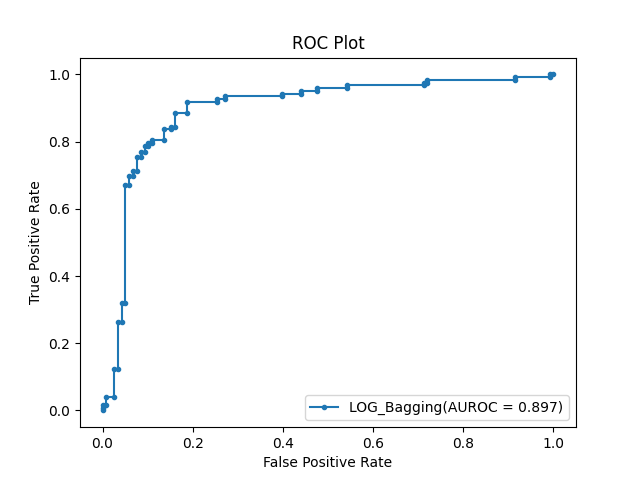 ROC Plot
1.0
0.8
0.6
0.4
0.2
0.0
True Positive Rate
LOG_Bagging(AUROC = 0.897)
0.0 0.2 0.4 0.6 0.8 1.0
False Positive Rate